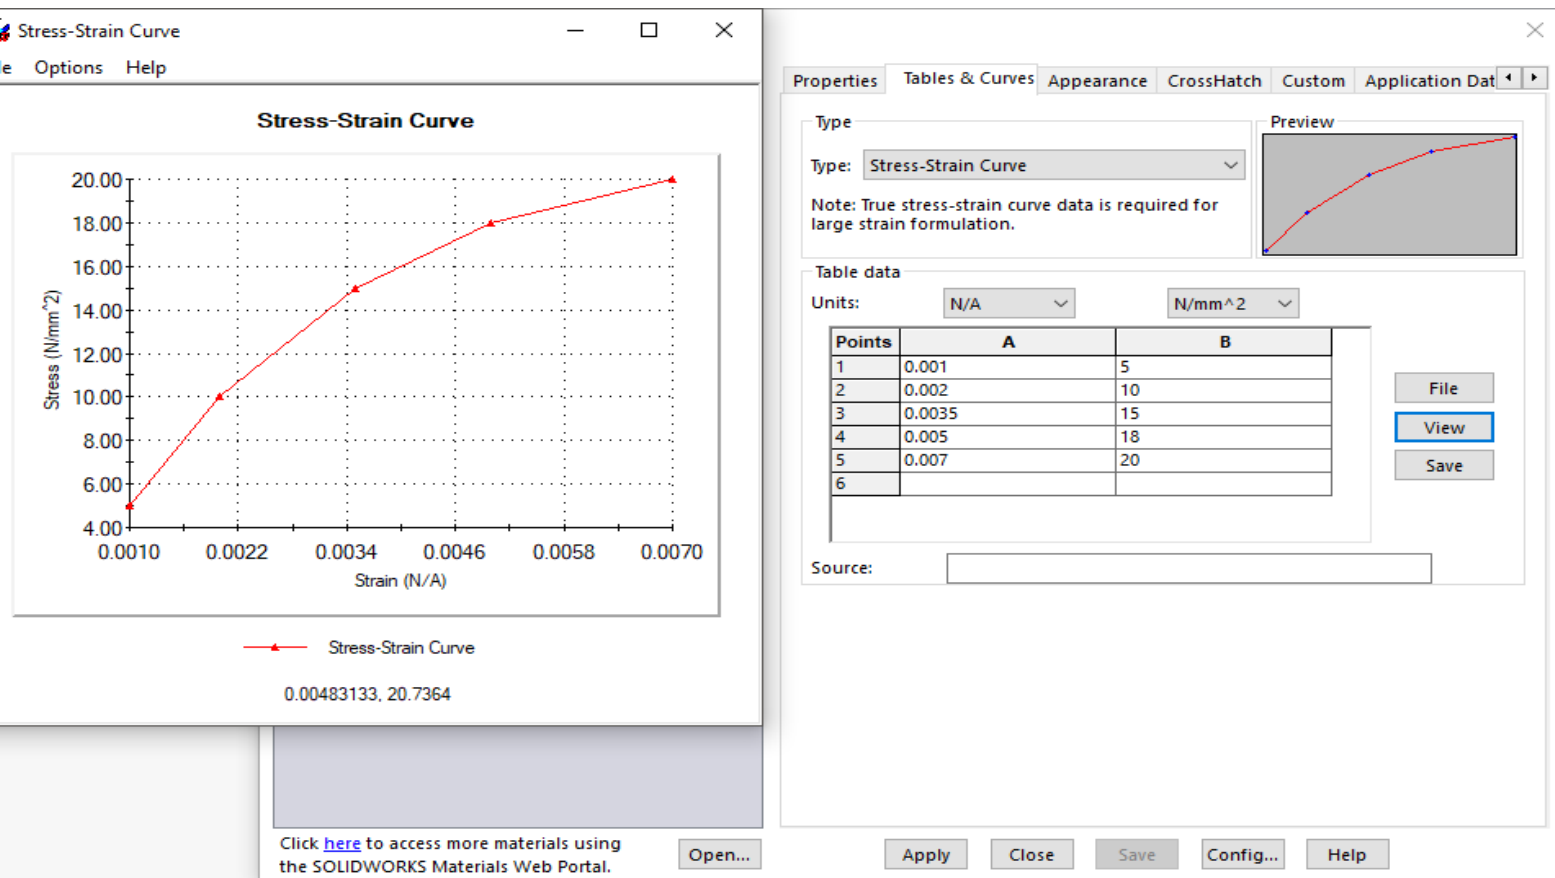 Stress-Strain Curve
Options Help
Stress-Strain Curve
20.00
18.00
16.00
14.00
12.00
10.00
8.00
6.00
4.00
Stress (N/mm^2)
0.0010 0.0022 0.0034 0.0046 0.0058 0.0070
Strain (N/A)
Stress-Strain Curve
0.00483133, 20.7364
Properties Tables & Curves Appearance CrossHatch Custom Application Dat
Type
Type: Stress-Strain Curve
Note: True stress-strain curve data is required for
large strain formulation.
Preview
Table data
Units: N/A N/mm^2
Points A B
1 0.001 5
2 0.002 10
3 0.0035 15
4 0.005 18
5 0.007 20
6
File
View
Save
Source:
Click here to access more materials using
the SOLIDWORKS Materials Web Portal.
Open...
Apply Close Save Config... Help